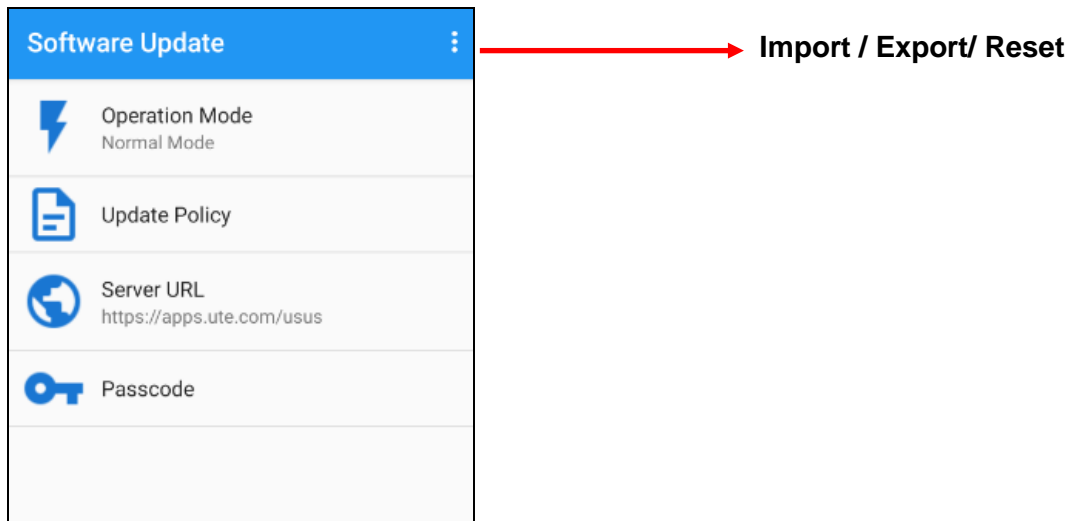 Software Update
Import / Export/ Reset
Operation Mode
Normal Mode
Update Policy
Server URL
https://apps.ute.com/usus
Passcode